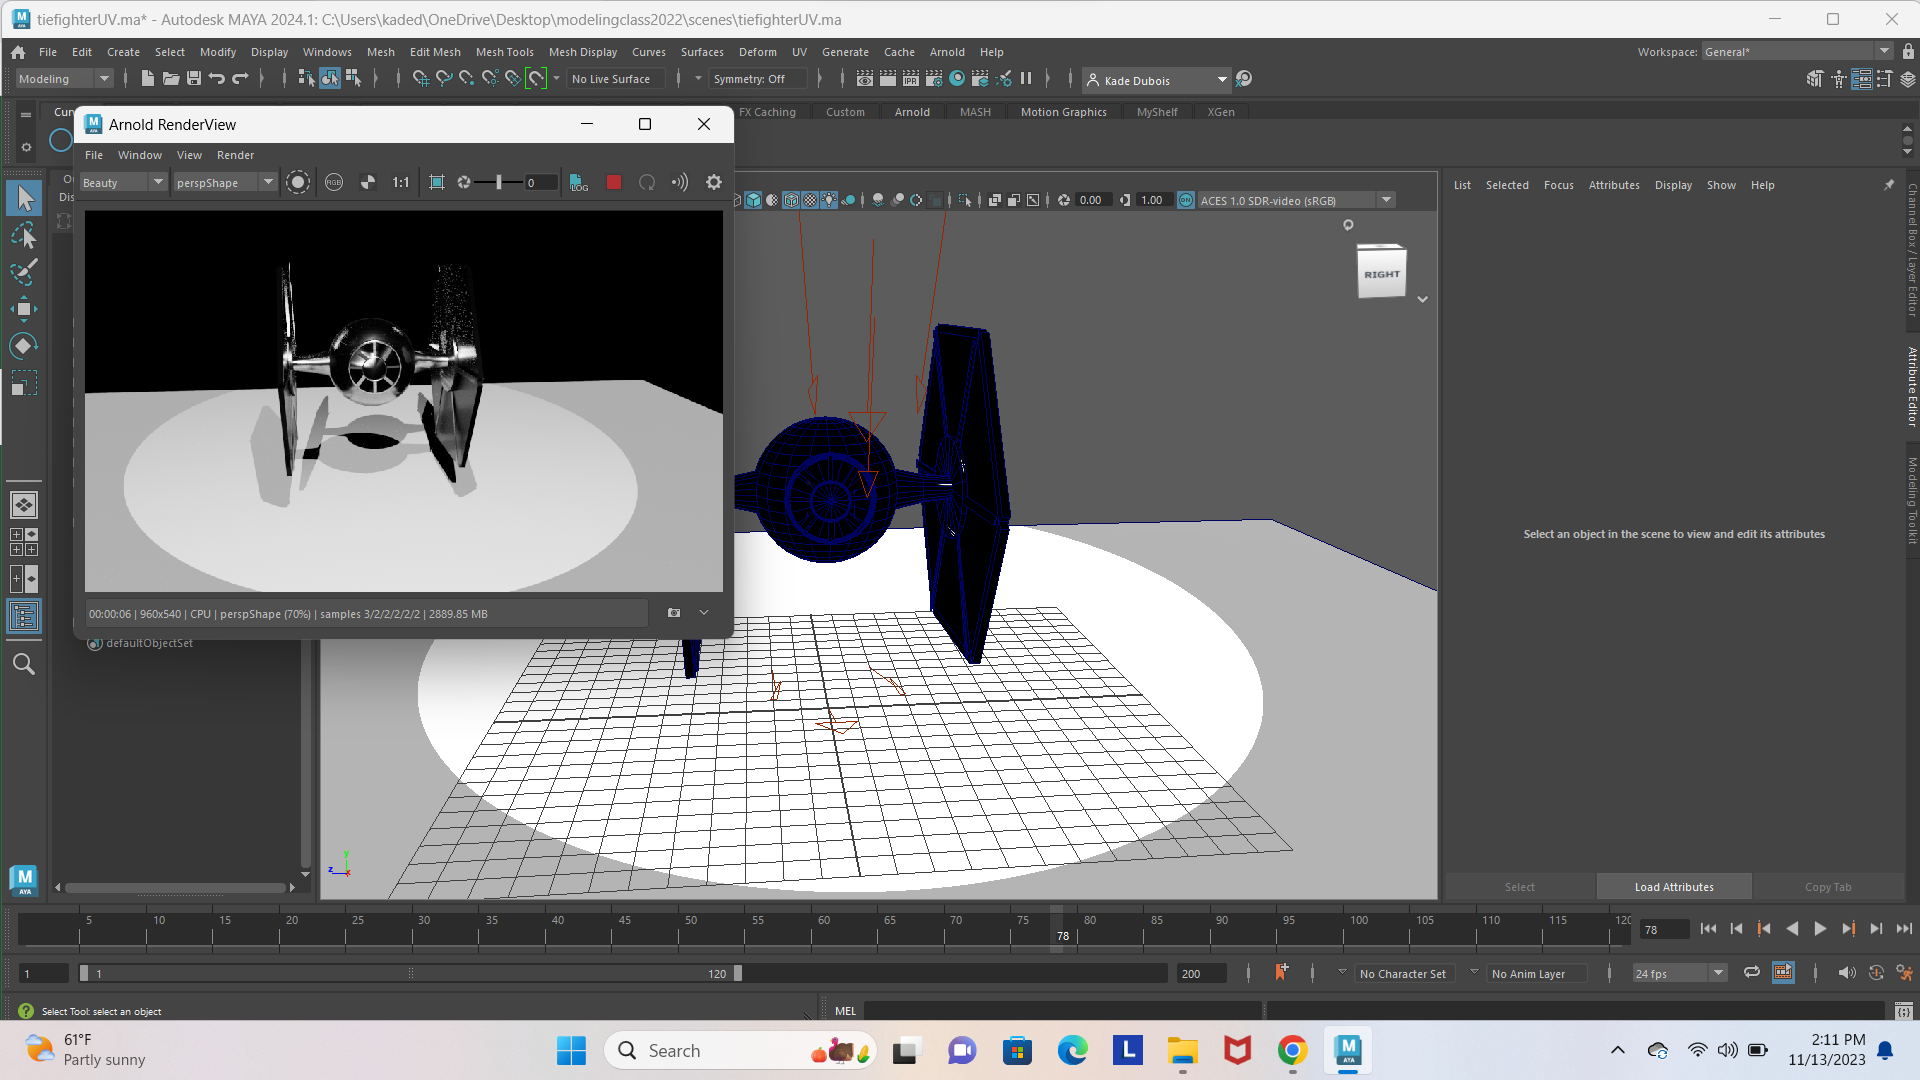 tiefighterUV.ma* - Autodesk MAYA 2024.1: C:\Users\kaded\OneDrive\Desktop\modelingclass2022\scenes\tiefighterUV.ma
File Edit Create Select Modify Display Windows Mesh Edit Mesh Mesh Tools Mesh Display Curves Surfaces Deform UV Generate Cache Arnold Help
Workspace: General*
Modeling
No Live Surface
Symmetry: Off
IPR
Kade Dubois
FX Caching Custom Arnold MASH Motion Graphics MyShelf XGen
Arnold RenderView
File Window View Render
Beauty
perspShape
RGB
1:1
0
LOG
List Selected Focus Attributes Display Show Help
0.00
1.00
ON
ACES 1.0 SDR-video (sRGB)
RIGHT
Channel Box / Layer Editor
Attribute Editor
Modeling Toolkit
Select an object in the scene to view and edit its attributes
00:00:06 | 960x540 | CPU | perspShape (70%) | samples 3/2/2/2/2/2 | 2889.85 MB
defaultObjectSet
Y
Z
M
AYA
Select
Load Attributes
Copy Tab
5 10 15 20 25 30 35 40 45 50 55 60 65 70 75 80 85 90 95 100 105 110 115 120
78
78
1
1
120
200
No Character Set
No Anim Layer
24 fps
Select Tool: select an object
MEL
61°F
Partly sunny
Search
L
M
AYA
2:11 PM
11/13/2023